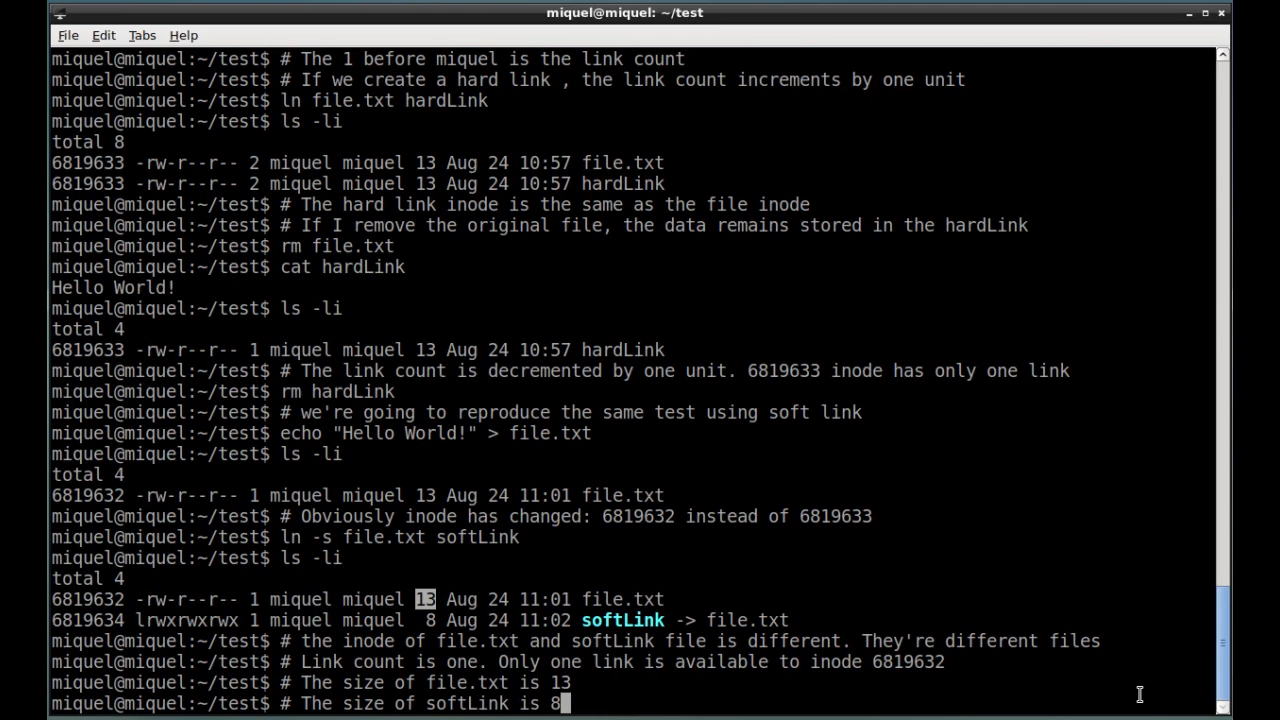 miquel@miquel: ~/test
File Edit Tabs Help
miquel@miquel:~/test$ # The 1 before miquel is the link count
miquel@miquel:~/test$ # If we create a hard link , the link count increments by one unit
miquel@miquel:~/test$ ln file.txt hardLink
miquel@miquel:~/test$ ls -li
total 8
6819633 -rw-r--r-- 2 miquel miquel 13 Aug 24 10:57 file.txt
6819633 -rw-r--r-- 2 miquel miquel 13 Aug 24 10:57 hardLink
miquel@miquel:~/test$ # The hard link inode is the same as the file inode
miquel@miquel:~/test$ # If I remove the original file, the data remains stored in the hardLink
miquel@miquel:~/test$ rm file.txt
miquel@miquel:~/test$ cat hardLink
Hello World!
miquel@miquel:~/test$ ls -li
total 4
6819633 -rw-r--r-- 1 miquel miquel 13 Aug 24 10:57 hardLink
miquel@miquel:~/test$ # The link count is decremented by one unit. 6819633 inode has only one link
miquel@miquel:~/test$ rm hardLink
miquel@miquel:~/test$ # we're going to reproduce the same test using soft link
miquel@miquel:~/test$ echo "Hello World!" > file.txt
miquel@miquel:~/test$ ls -li
total 4
6819632 -rw-r--r-- 1 miquel miquel 13 Aug 24 11:01 file.txt
miquel@miquel:~/test$ # Obviously inode has changed: 6819632 instead of 6819633
miquel@miquel:~/test$ ln -s file.txt softLink
miquel@miquel:~/test$ ls -li
total 4
6819632 -rw-r--r-- 1 miquel miquel 13 Aug 24 11:01 file.txt
6819634 lrwxrwxrwx 1 miquel miquel  8 Aug 24 11:02 softLink -> file.txt
miquel@miquel:~/test$ # the inode of file.txt and softLink file is different. They're different files
miquel@miquel:~/test$ # Link count is one. Only one link is available to inode 6819632
miquel@miquel:~/test$ # The size of file.txt is 13
miquel@miquel:~/test$ # The size of softLink is 8